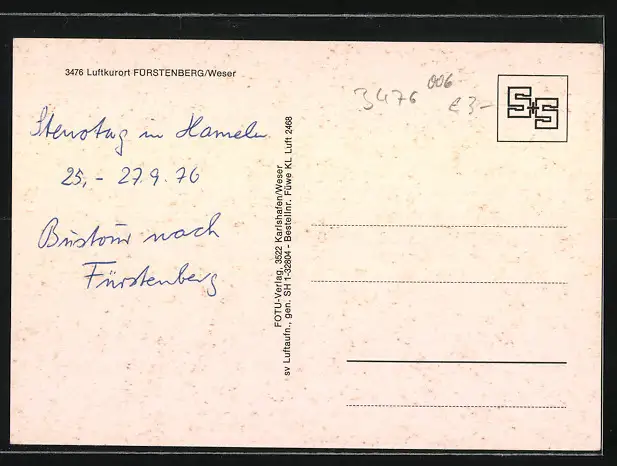 3476 Luftkurort FÜRSTENBERG/Weser
Stenotag in Hameln
25,- 27.9.76
Bustour nach
Fürstenberg
FOTU-Verlag, 3522 Karlshafen/Weser
sv Luftaufn., gen. SH 1-32804 - Bestellnr. Füwe KL Luft 2468
3476 006
€ 3-
S+S